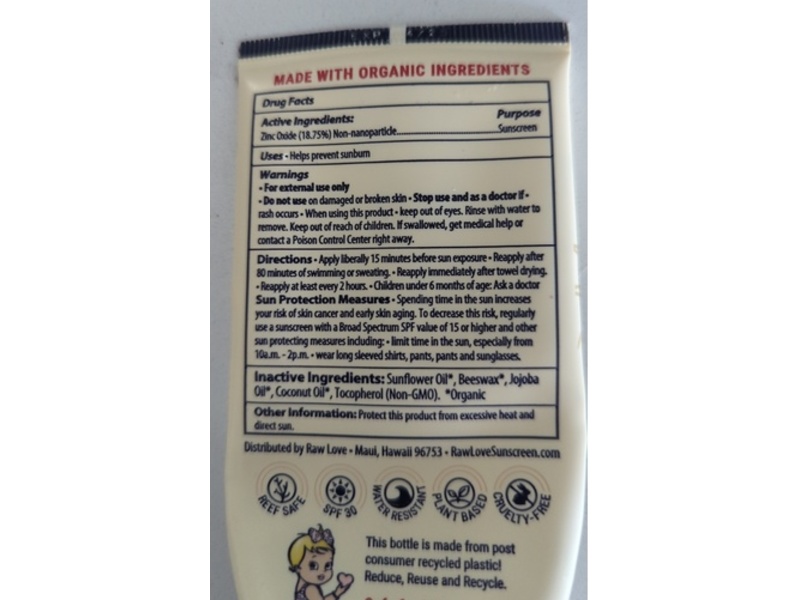 MADE WITH ORGANIC INGREDIENTS
Drug Facts
Active Ingredients: Purpose
Zinc Oxide (18.75%) Non-nanoparticle Sunscreen
Uses • Helps prevent sunburn
Warnings
• For external use only
• Do not use on damaged or broken skin • Stop use and as a doctor if •
rash occurs • When using this product • keep out of eyes. Rinse with water to
remove. Keep out of reach of children. If swallowed, get medical help or
contact a Poison Control Center right away.
Directions • Apply liberally 15 minutes before sun exposure • Reapply after
80 minutes of swimming or sweating. • Reapply immediately after towel drying.
• Reapply at least every 2 hours. • Children under 6 months of age: Ask a doctor
Sun Protection Measures • Spending time in the sun increases
your risk of skin cancer and early skin aging. To decrease this risk, regularly
use a sunscreen with a Broad Spectrum SPF value of 15 or higher and other
sun protecting measures including: • limit time in the sun, especially from
10a.m. - 2p.m. • wear long sleeved shirts, pants, pants and sunglasses.
Inactive Ingredients: Sunflower Oil*, Beeswax*, Jojoba
Oil*, Coconut Oil*, Tocopherol (Non-GMO). *Organic
Other Information: Protect this product from excessive heat and
direct sun.
Distributed by Raw Love • Maui, Hawaii 96753 • RawLoveSunscreen.com
REEF SAFE
SPF 30
WATER RESISTANT
PLANT BASED
CRUELTY-FREE
This bottle is made from post
consumer recycled plastic!
Reduce, Reuse and Recycle.